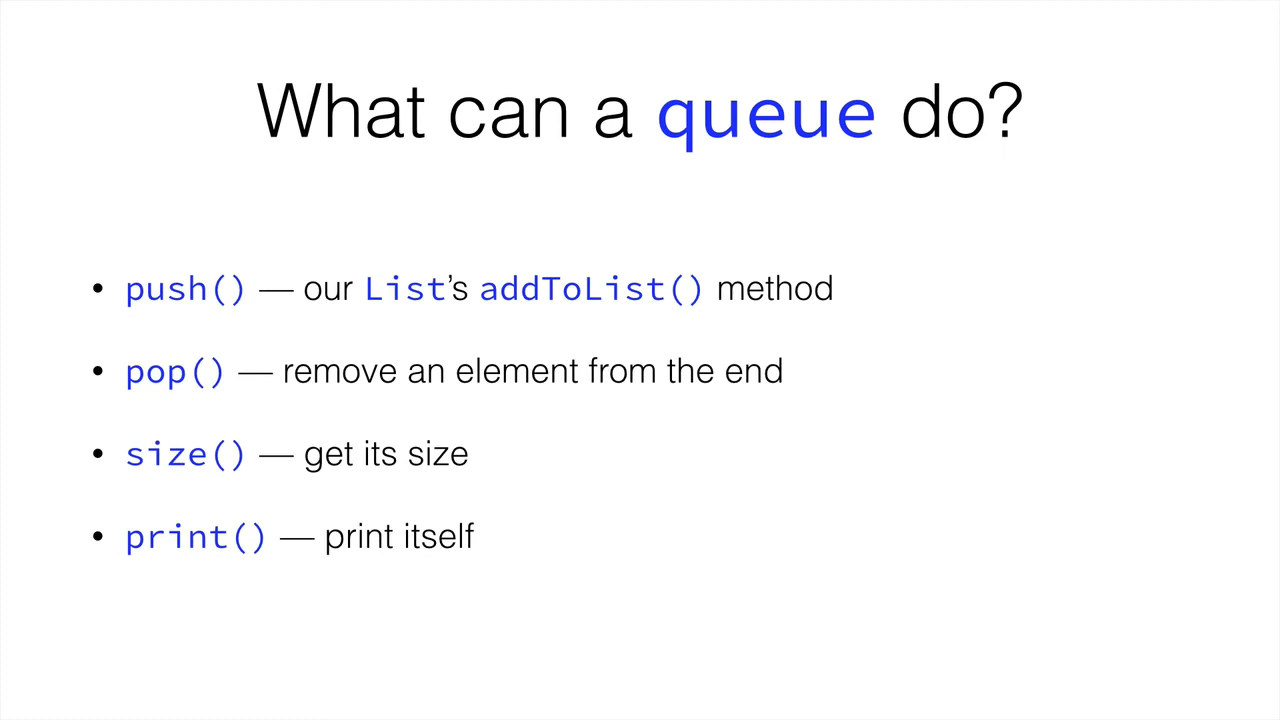 What can a queue do?
• push() — our List’s addToList() method
• pop() — remove an element from the end
• size() — get its size
• print() — print itself